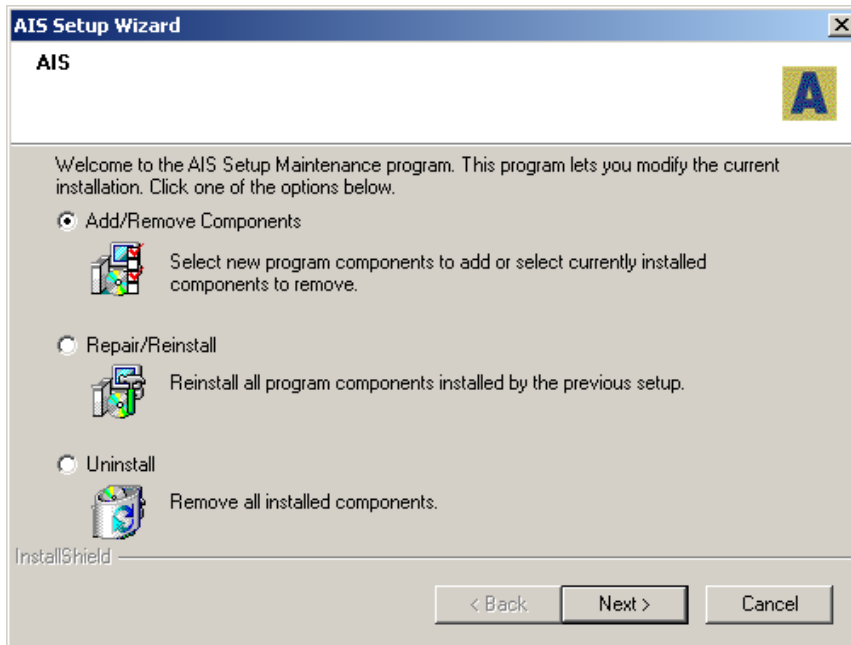 AIS Setup Wizard
AIS
A
Welcome to the AIS Setup Maintenance program. This program lets you modify the current
installation. Click one of the options below.
Add/Remove Components
Select new program components to add or select currently installed
components to remove.
Repair/Reinstall
Reinstall all program components installed by the previous setup.
Uninstall
Remove all installed components.
InstallShield
< Back
Next >
Cancel